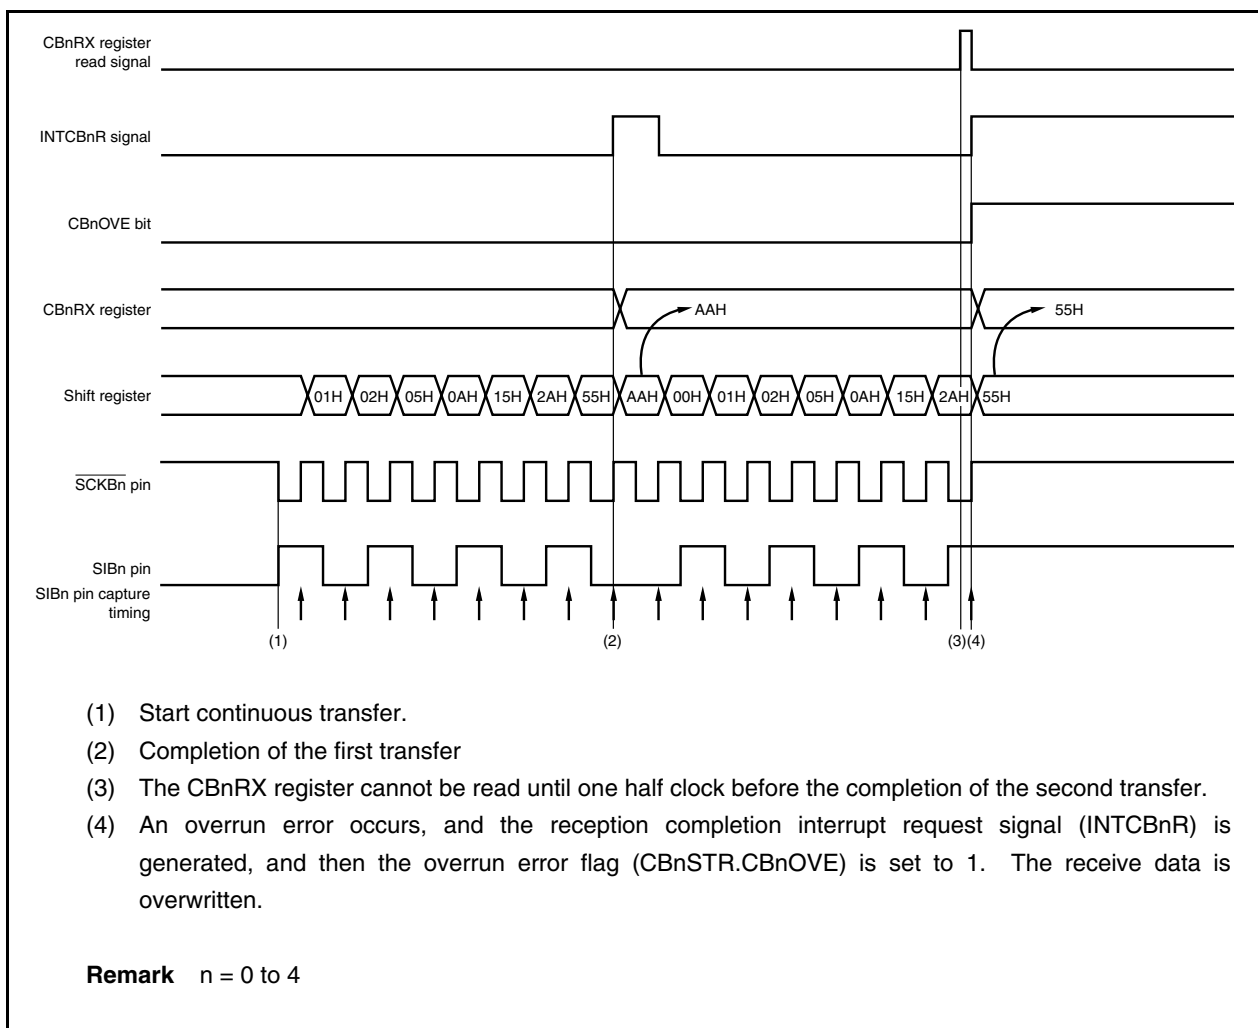 CBnRX register
read signal
INTCBnR signal
CBnOVE bit
CBnRX register
AAH
55H
Shift register
01H 02H 05H 0AH 15H 2AH 55H AAH 00H 01H 02H 05H 0AH 15H 2AH 55H
SCKBn pin
SIBn pin
SIBn pin capture
timing
(1) (2) (3)(4)
(1) Start continuous transfer.
(2) Completion of the first transfer
(3) The CBnRX register cannot be read until one half clock before the completion of the second transfer.
(4) An overrun error occurs, and the reception completion interrupt request signal (INTCBnR) is
generated, and then the overrun error flag (CBnSTR.CBnOVE) is set to 1. The receive data is
overwritten.
Remark n = 0 to 4